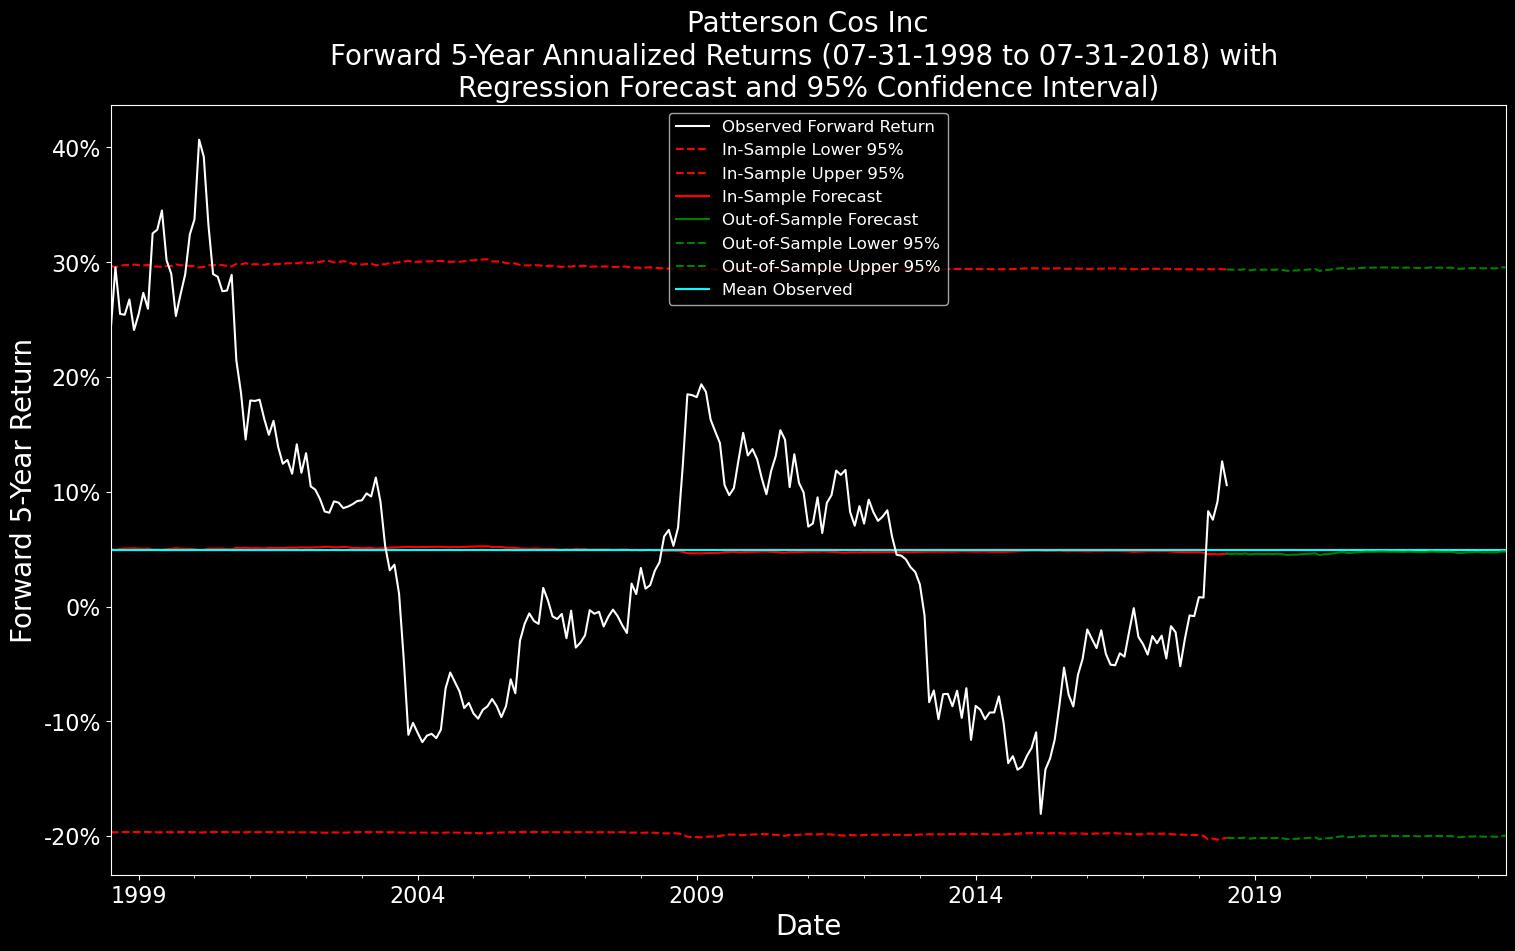 Patterson Cos Inc
Forward 5-Year Annualized Returns (07-31-1998 to 07-31-2018) with
Regression Forecast and 95% Confidence Interval)
Observed Forward Return
In-Sample Lower 95%
In-Sample Upper 95%
In-Sample Forecast
Out-of-Sample Forecast
Out-of-Sample Lower 95%
Out-of-Sample Upper 95%
Mean Observed
Forward 5-Year Return
40%
30%
20%
10%
0%
-10%
-20%
1999
2004
2009
2014
2019
Date